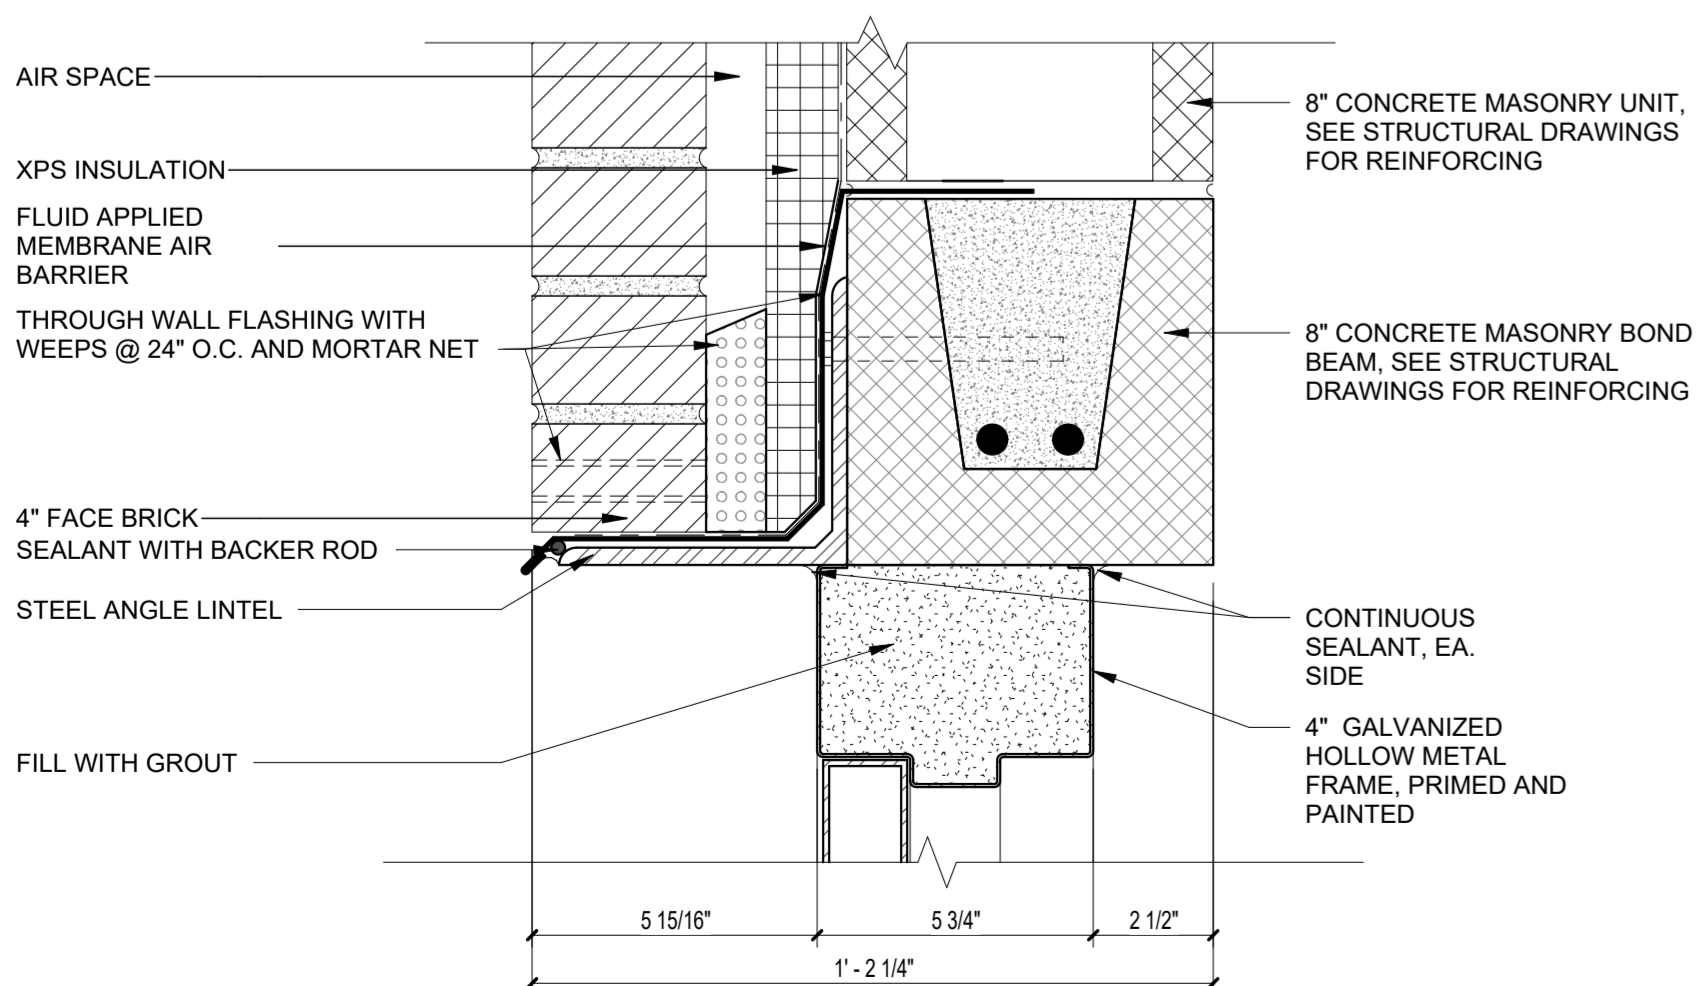 AIR SPACE
XPS INSULATION
FLUID APPLIED
MEMBRANE AIR
BARRIER
THROUGH WALL FLASHING WITH
WEEPS @ 24" O.C. AND MORTAR NET
4" FACE BRICK
SEALANT WITH BACKER ROD
STEEL ANGLE LINTEL
FILL WITH GROUT
8" CONCRETE MASONRY UNIT,
SEE STRUCTURAL DRAWINGS
FOR REINFORCING
8" CONCRETE MASONRY BOND
BEAM, SEE STRUCTURAL
DRAWINGS FOR REINFORCING
CONTINUOUS
SEALANT, EA.
SIDE
4" GALVANIZED
HOLLOW METAL
FRAME, PRIMED AND
PAINTED
5 15/16"
5 3/4"
2 1/2"
1' - 2 1/4"